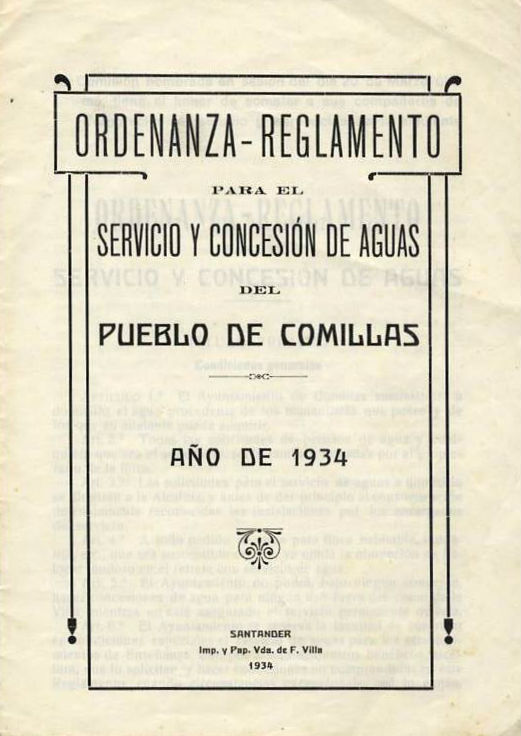 ORDENANZA-REGLAMENTO
PARA EL
SERVICIO Y CONCESIÓN DE AGUAS
DEL
PUEBLO DE COMILLAS
AÑO DE 1934
SANTANDER
Imp. y Pap. Vda. de F. Villa
1934